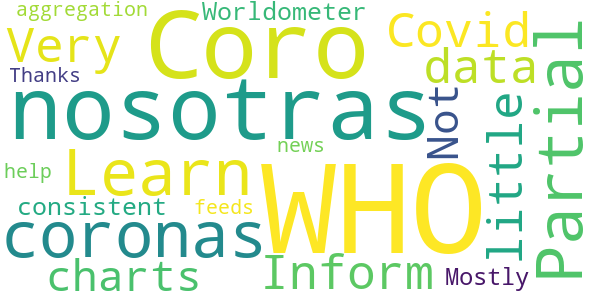 aggregation
Worldometer
Very
Coro
Covid
Thanks
data
nosotras
Not
little
Partial
news
help
Learn
WHO
consistent
feeds
coronas
charts
Inform
Mostly